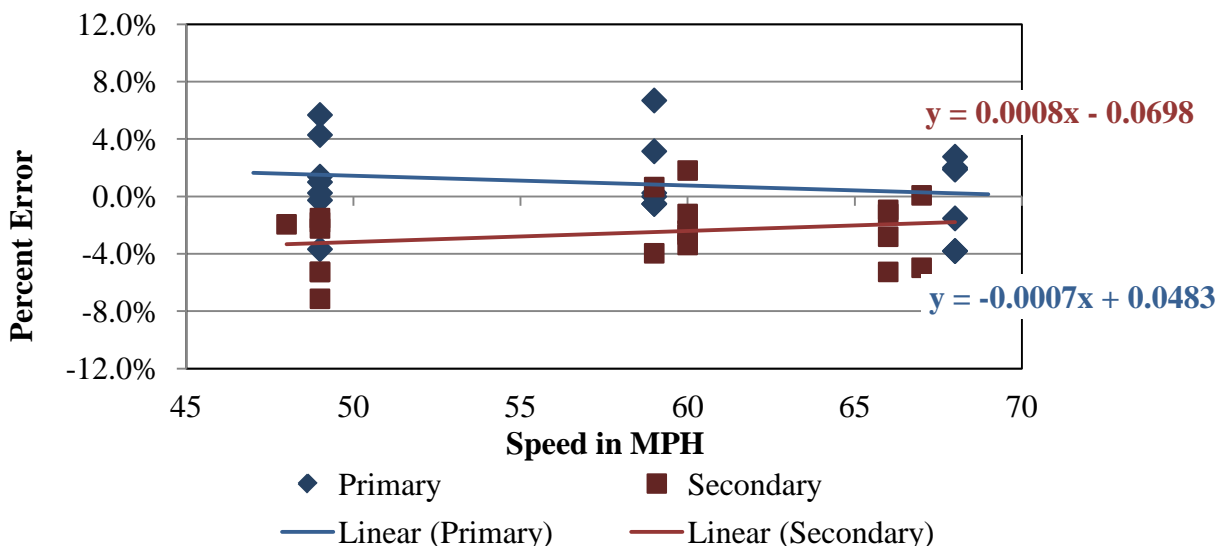 12.0%
8.0%
4.0%
0.0%
-4.0%
-8.0%
-12.0%
Percent Error
y = 0.0008x - 0.0698
y = -0.0007x + 0.0483
45 50 55 60 65 70
Speed in MPH
Primary Secondary
Linear (Primary) Linear (Secondary)